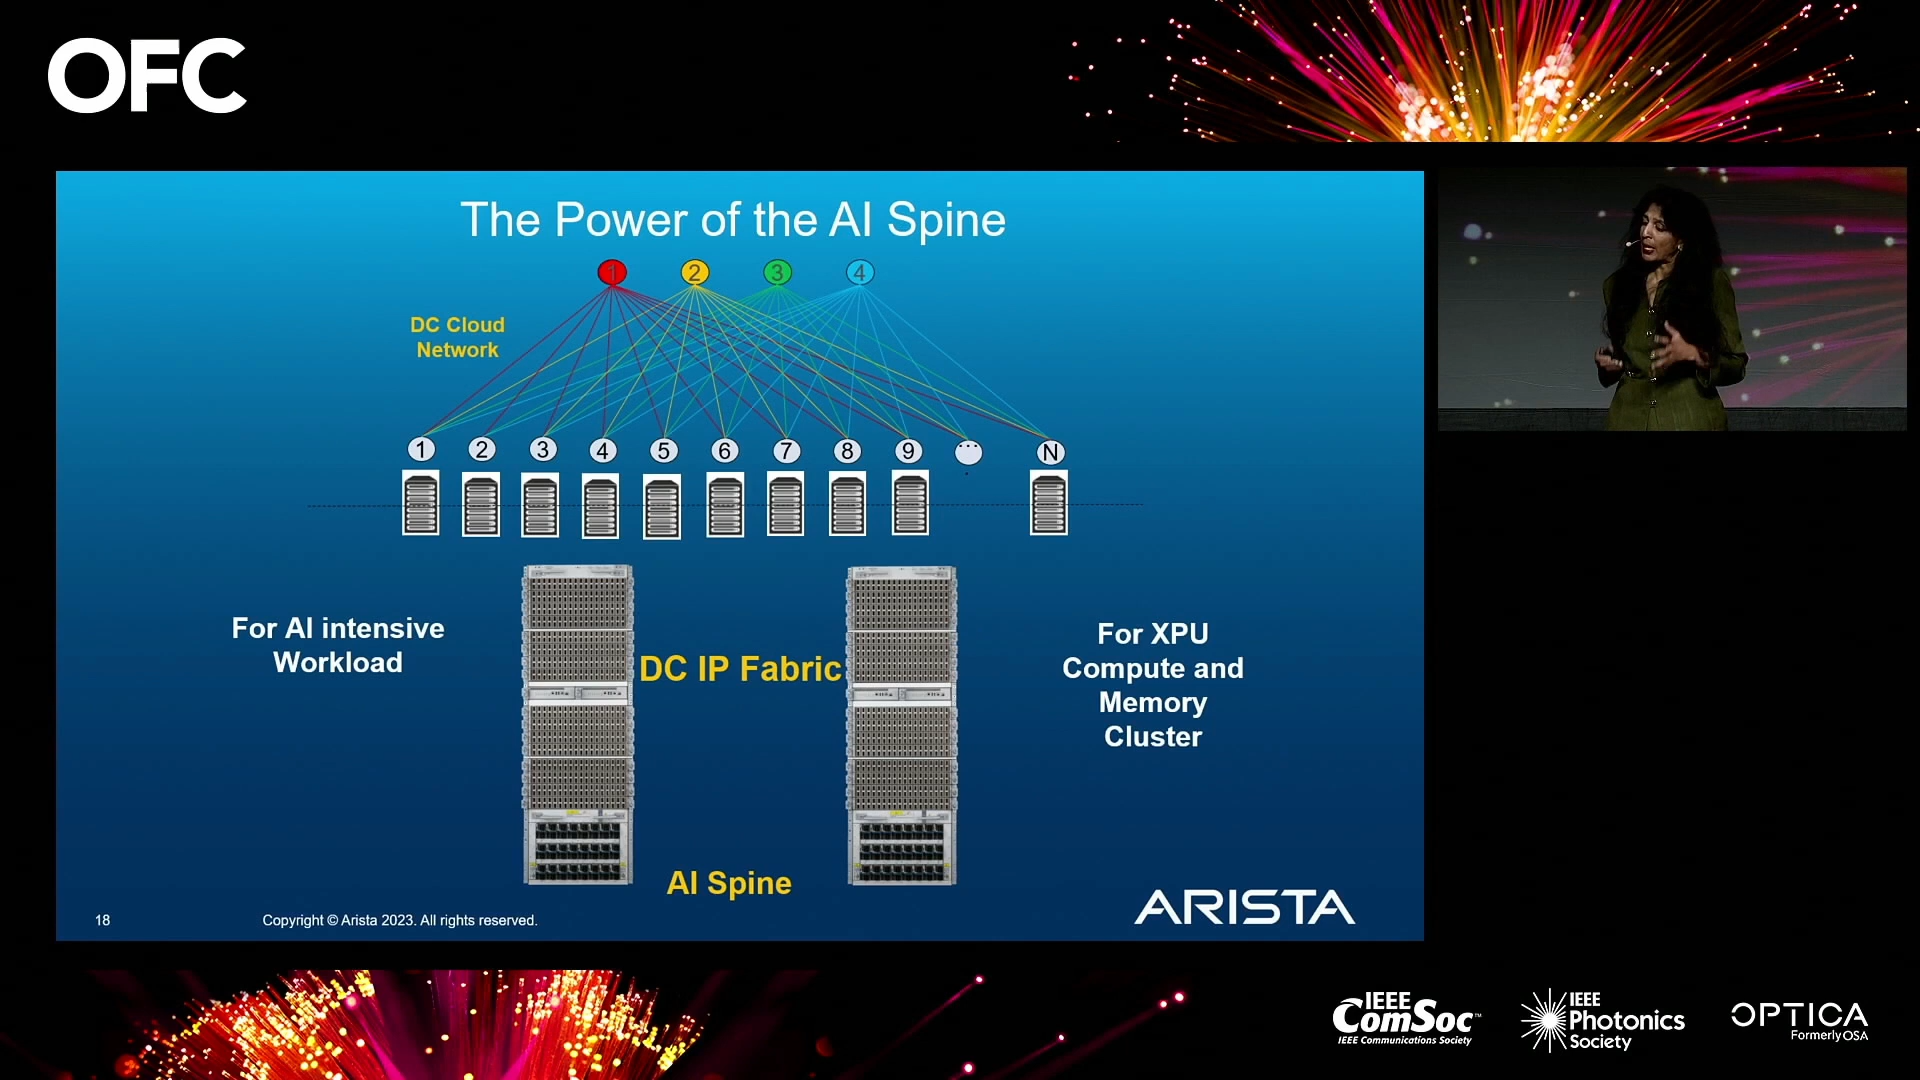 OFC
The Power of the AI Spine
1 2 3 4
DC Cloud
Network
1 2 3 4 5 6 7 8 9 ... N
For AI intensive
Workload
DC IP Fabric
For XPU
Compute and
Memory
Cluster
AI Spine
18
Copyright © Arista 2023. All rights reserved.
ARISTA
IEEE
ComSoc™
IEEE Communications Society
IEEE
Photonics
Society
OPTICA
Formerly OSA